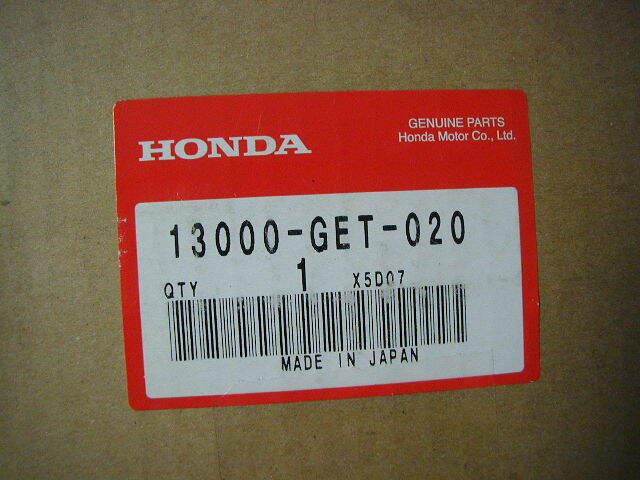 HONDA
GENUINE PARTS
Honda Motor Co., Ltd.
13000-GET-020
QTY 1 X5D07
MADE IN JAPAN